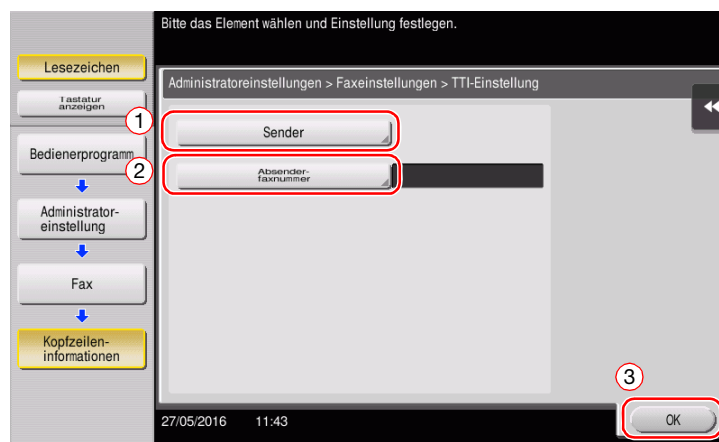 Bitte das Element wählen und Einstellung festlegen.
Lesezeichen
Tastatur
anzeigen
Bedienerprogramm
Administrator-
einstellung
Fax
Kopfzeilen-
informationen
Administratoreinstellungen > Faxeinstellungen > TTI-Einstellung
1
Sender
2
Absender-
faxnummer
3
27/05/2016 11:43
OK